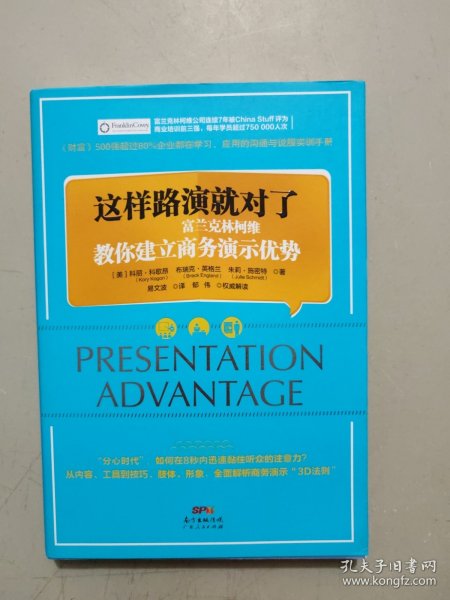 FranklinCovey
富兰克林柯维公司连续7年被China Stuff评为
商业培训前三强，每年学员超过750 000人次
《财富》500强超过80%企业都在学习、应用的沟通与说服实训手册
这样路演就对了
富兰克林柯维
教你建立商务演示优势
［美］科丽·科歇昂 布瑞克·英格兰 朱莉·施密特 ◎著
(Kory Kogon) (Breck England) (Julie Schmidt)
易文波 ◎译 郁 伟 ◎权威解读
PRESENTATION
ADVANTAGE
“分心时代”，如何在8秒内迅速黏住听众的注意力？
从内容、工具到技巧、肢体、形象，全面解析商务演示“3D法则”
SPM
南方出版传媒
广东人民出版社
孔夫子旧书网
www.kongfz.com